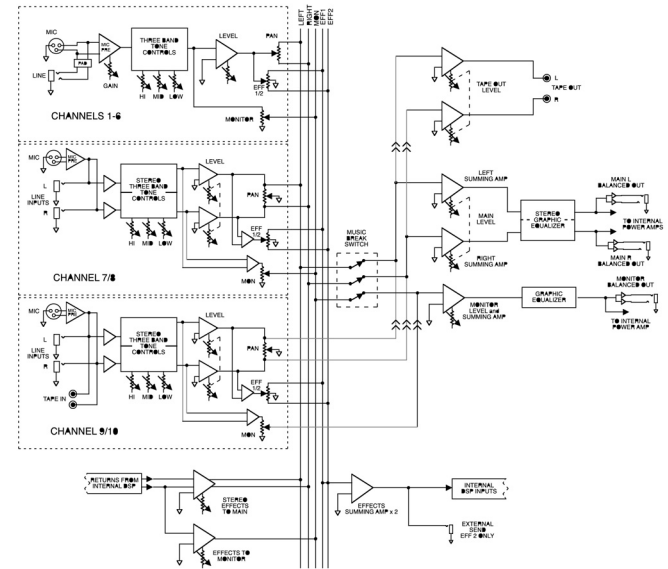 LEFT
RIGHT
MON
EFF1
EFF2
MIC
MIC
PRE
PAD
LINE
GAIN
THREE BAND
TONE
CONTROLS
HI MID LOW
LEVEL
PAN
EFF
1/2
MONITOR
CHANNELS 1-6
MIC
MIC
PRE
L
LINE
INPUTS
R
STEREO
THREE BAND
TONE
CONTROLS
HI MID LOW
LEVEL
PAN
EFF
1/2
MON
CHANNEL 7/8
MIC
MIC
PRE
L
LINE
INPUTS
R
TAPE IN
STEREO
THREE BAND
TONE
CONTROLS
HI MID LOW
LEVEL
PAN
EFF
1/2
MON
CHANNEL 9/10
RETURNS FROM
INTERNAL DSP
STEREO
EFFECTS
TO MAIN
EFFECTS TO
MONITOR
MUSIC
BREAK
SWITCH
TAPE OUT
LEVEL
L
TAPE OUT
R
LEFT
SUMMING AMP
MAIN
LEVEL
RIGHT
SUMMING AMP
STEREO
GRAPHIC
EQUALIZER
MAIN L
BALANCED OUT
TO INTERNAL
POWER AMPS
MAIN R
BALANCED OUT
MONITOR
LEVEL and
SUMMING AMP
GRAPHIC
EQUALIZER
MONITOR
BALANCED OUT
TO INTERNAL
POWER AMP
EFFECTS
SUMMING AMP x 2
INTERNAL
DSP INPUTS
EXTERNAL
SEND
EFF 2 ONLY